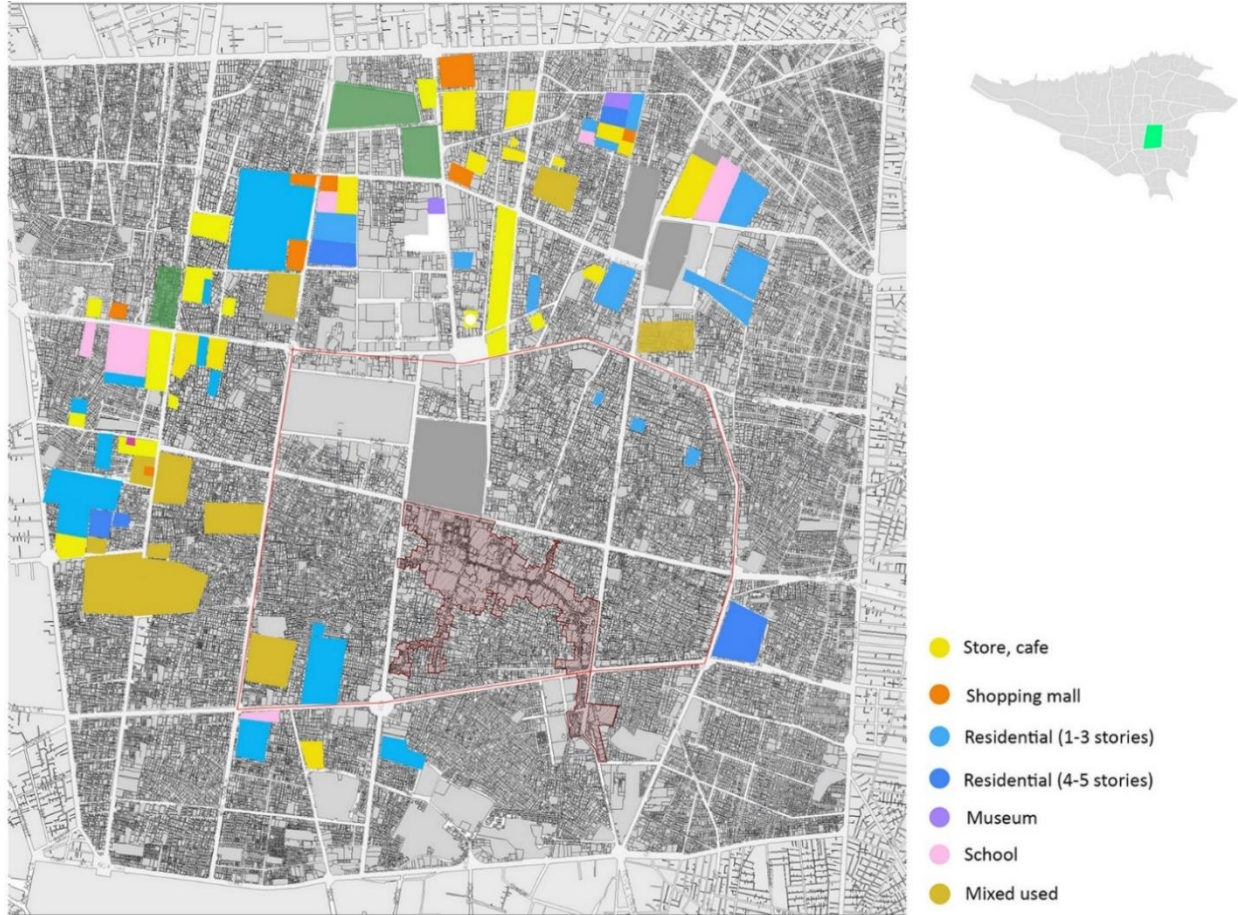 Store, cafe
Shopping mall
Residential (1-3 stories)
Residential (4-5 stories)
Museum
School
Mixed used